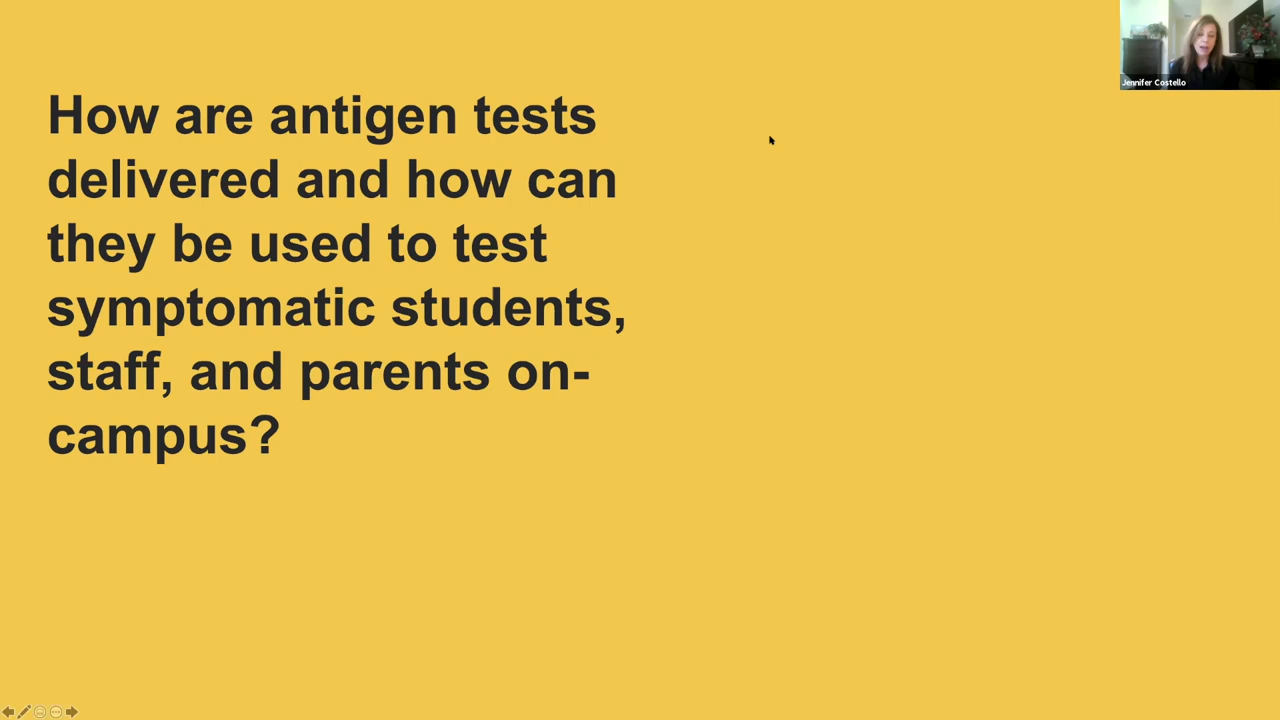 Jennifer Costello
How are antigen tests
delivered and how can
they be used to test
symptomatic students,
staff, and parents on-
campus?